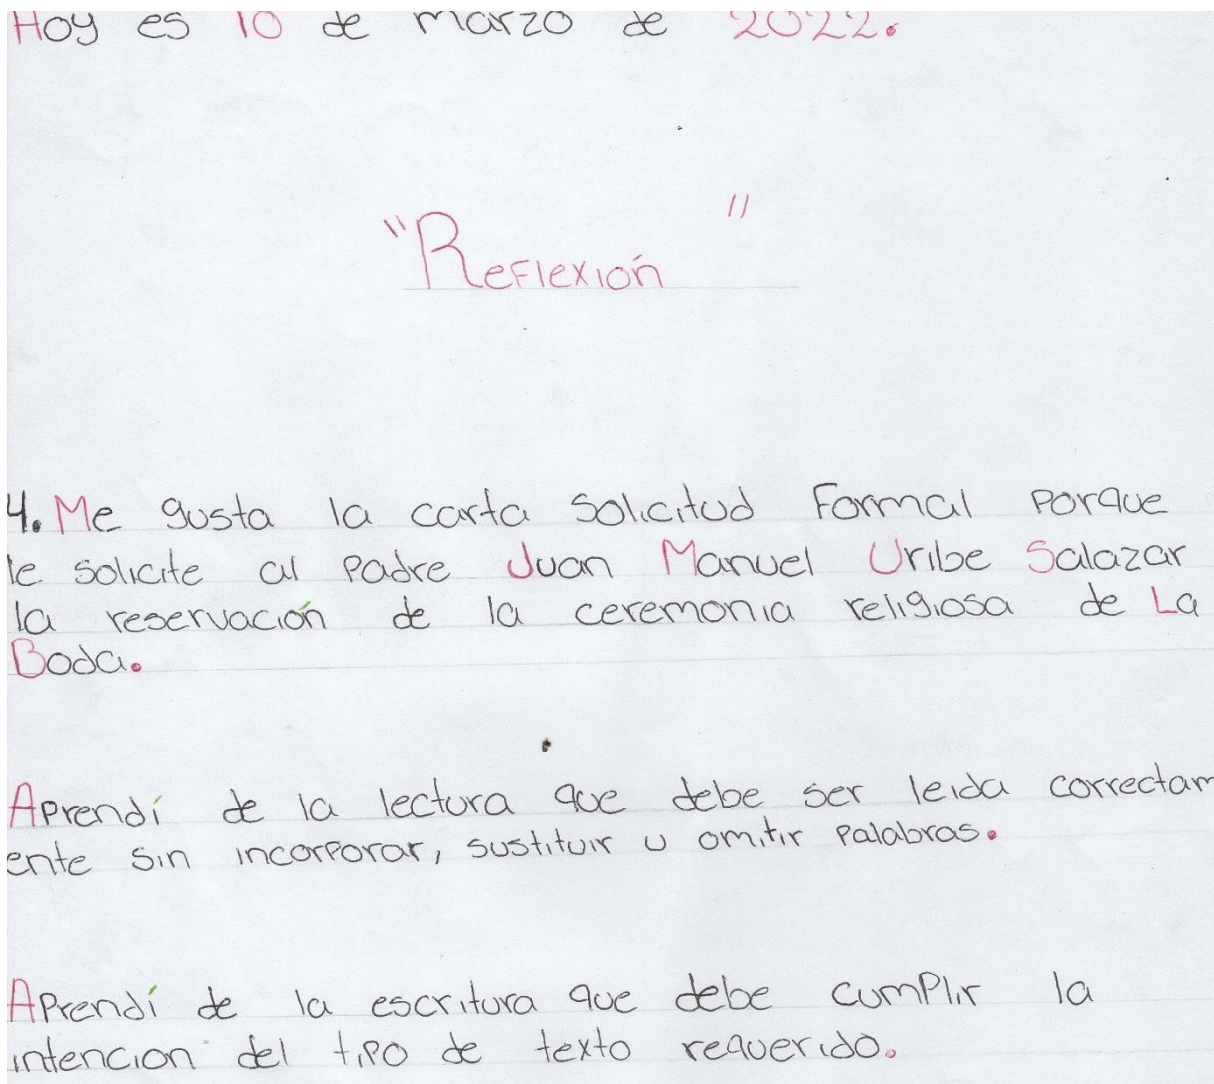 Hoy es 10 de marzo de 2022.
"Reflexión"
4. Me gusta la carta solicitud Formal porque
le solicite al Padre Juan Manuel Uribe Salazar
la reservación de la ceremonia religiosa de La
Boda.
Aprendí de la lectura que debe ser leida correctam
ente sin incorporar, sustituir u omitir palabras.
Aprendí de la escritura que debe cumplir la
intencion del tipo de texto requerido.